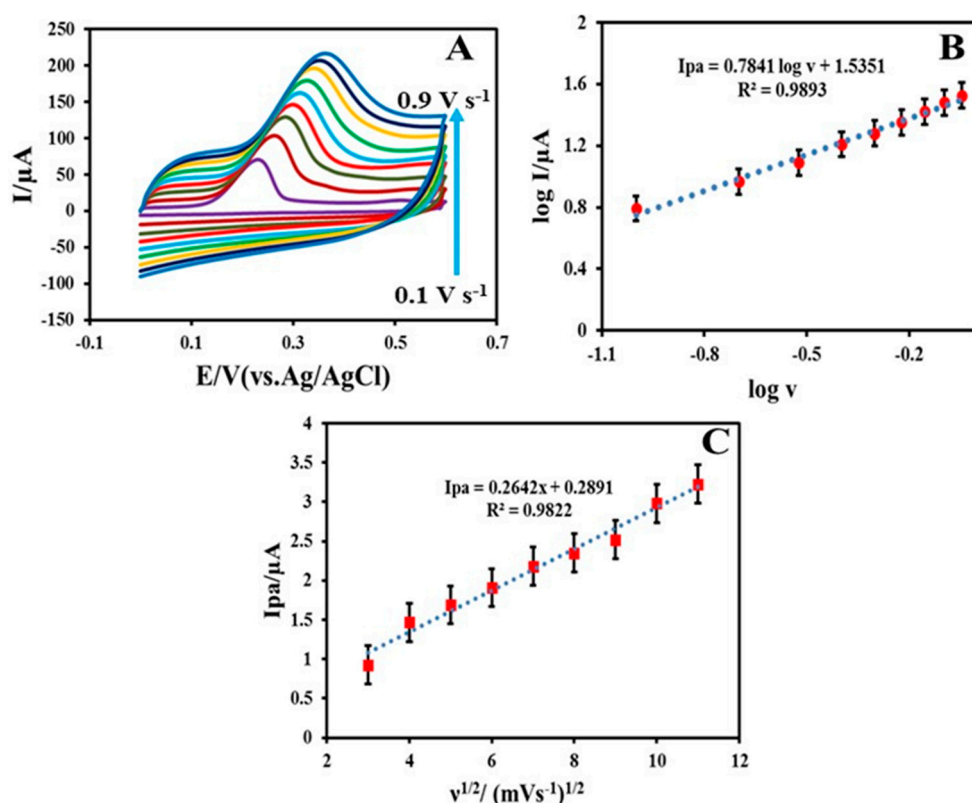 A
250
200
150
100
50
0
-50
-100
-150
I/µA
0.9 V s-1
0.1 V s-1
-0.1 0.1 0.3 0.5 0.7
E/V(vs.Ag/AgCl)
B
2
1.6
1.2
0.8
0.4
0
log I/µA
Ipa = 0.7841 log v + 1.5351
R² = 0.9893
-1.1 -0.8 -0.5 -0.2
log v
C
4
3.5
3
2.5
2
1.5
1
0.5
0
Ipa/µA
Ipa = 0.2642x + 0.2891
R² = 0.9822
2 4 6 8 10 12
ν1/2/ (mVs-1)1/2